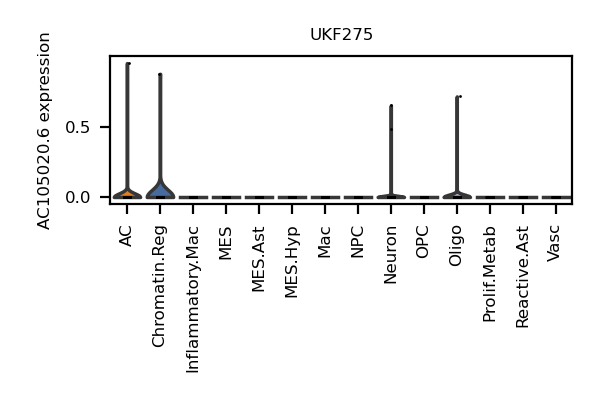 UKF275
AC105020.6 expression
0.5
0.0
AC
Chromatin.Reg
Inflammatory.Mac
MES
MES.Ast
MES.Hyp
Mac
NPC
Neuron
OPC
Oligo
Prolif.Metab
Reactive.Ast
Vasc